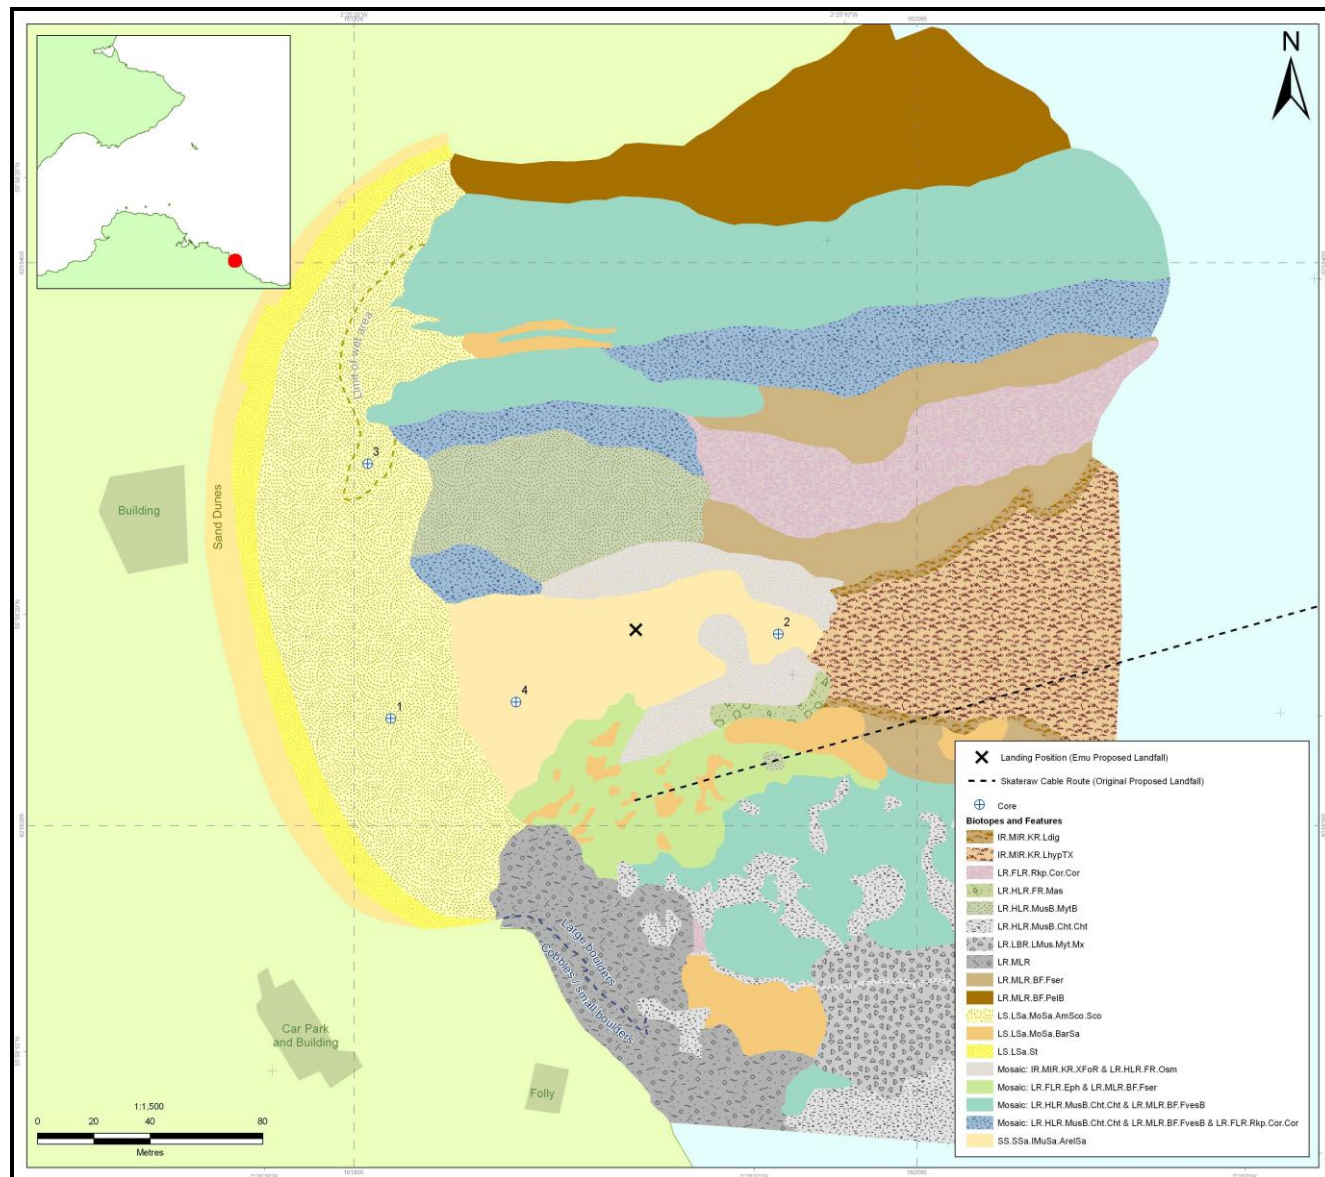 2°25'10"W
182000
N
Limit of wet area
3
Building
Sand Dunes
2
4
1
Large boulders
Cobbles / small boulders
Car Park
and Building
Folly
1:1,500
0 20 40 80
Metres
Landing Position (Emu Proposed Landfall)
Skateraw Cable Route (Original Proposed Landfall)
Core
Biotopes and Features
IR.MIR.KR.Ldig
IR.MIR.KR.LhypTX
LR.FLR.Rkp.Cor.Cor
LR.HLR.FR.Mas
LR.HLR.MusB.MytB
LR.HLR.MusB.Cht.Cht
LR.LBR.LMus.Myt.Mx
LR.MLR
LR.MLR.BF.Fser
LR.MLR.BF.PelB
LS.LSa.MoSa.AmSco.Sco
LS.LSa.MoSa.BarSa
LS.LSa.St
Mosaic: IR.MIR.KR.XFoR & LR.HLR.FR.Osm
Mosaic: LR.FLR.Eph & LR.MLR.BF.Fser
Mosaic: LR.HLR.MusB.Cht.Cht & LR.MLR.BF.FvesB
Mosaic: LR.HLR.MusB.Cht.Cht & LR.MLR.BF.FvesB & LR.FLR.Rkp.Cor.Cor
SS.SSa.IMuSa.ArelSa
182000